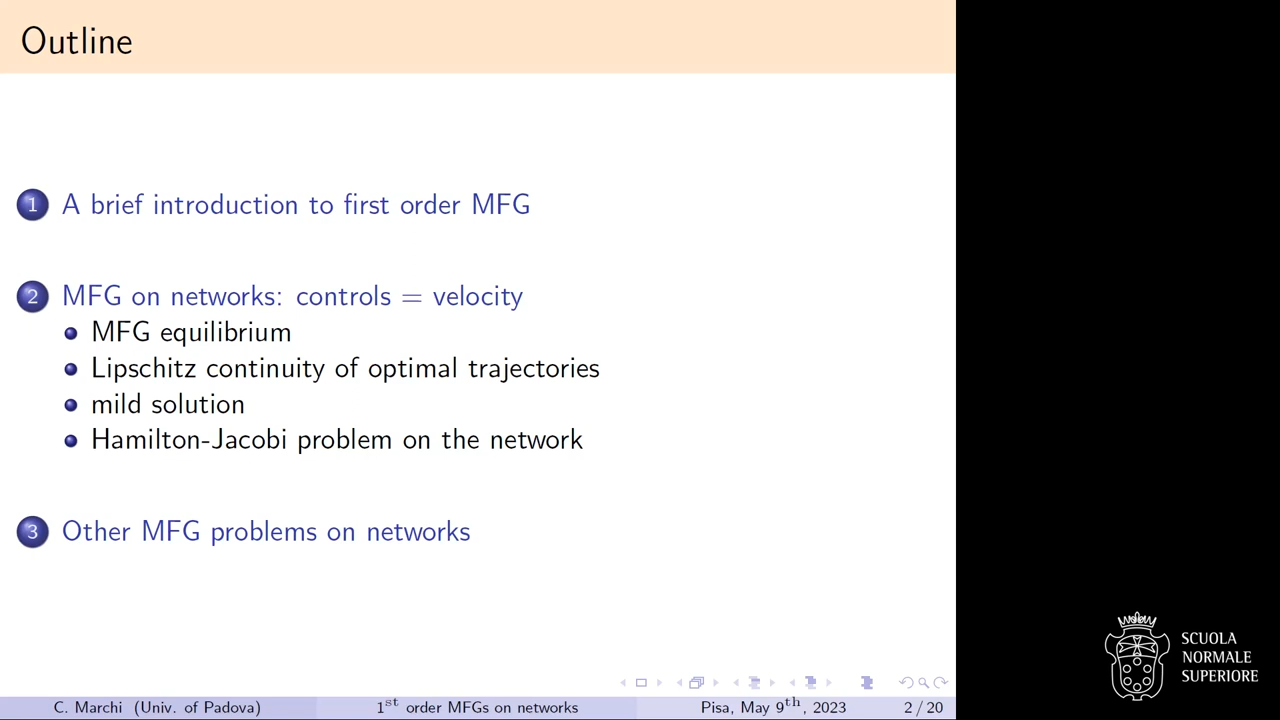 Outline
1 A brief introduction to first order MFG
2 MFG on networks: controls = velocity
MFG equilibrium
Lipschitz continuity of optimal trajectories
mild solution
Hamilton-Jacobi problem on the network
3 Other MFG problems on networks
C. Marchi (Univ. of Padova) 1st order MFGs on networks Pisa, May 9th, 2023 2 / 20
SCUOLA
NORMALE
SUPERIORE